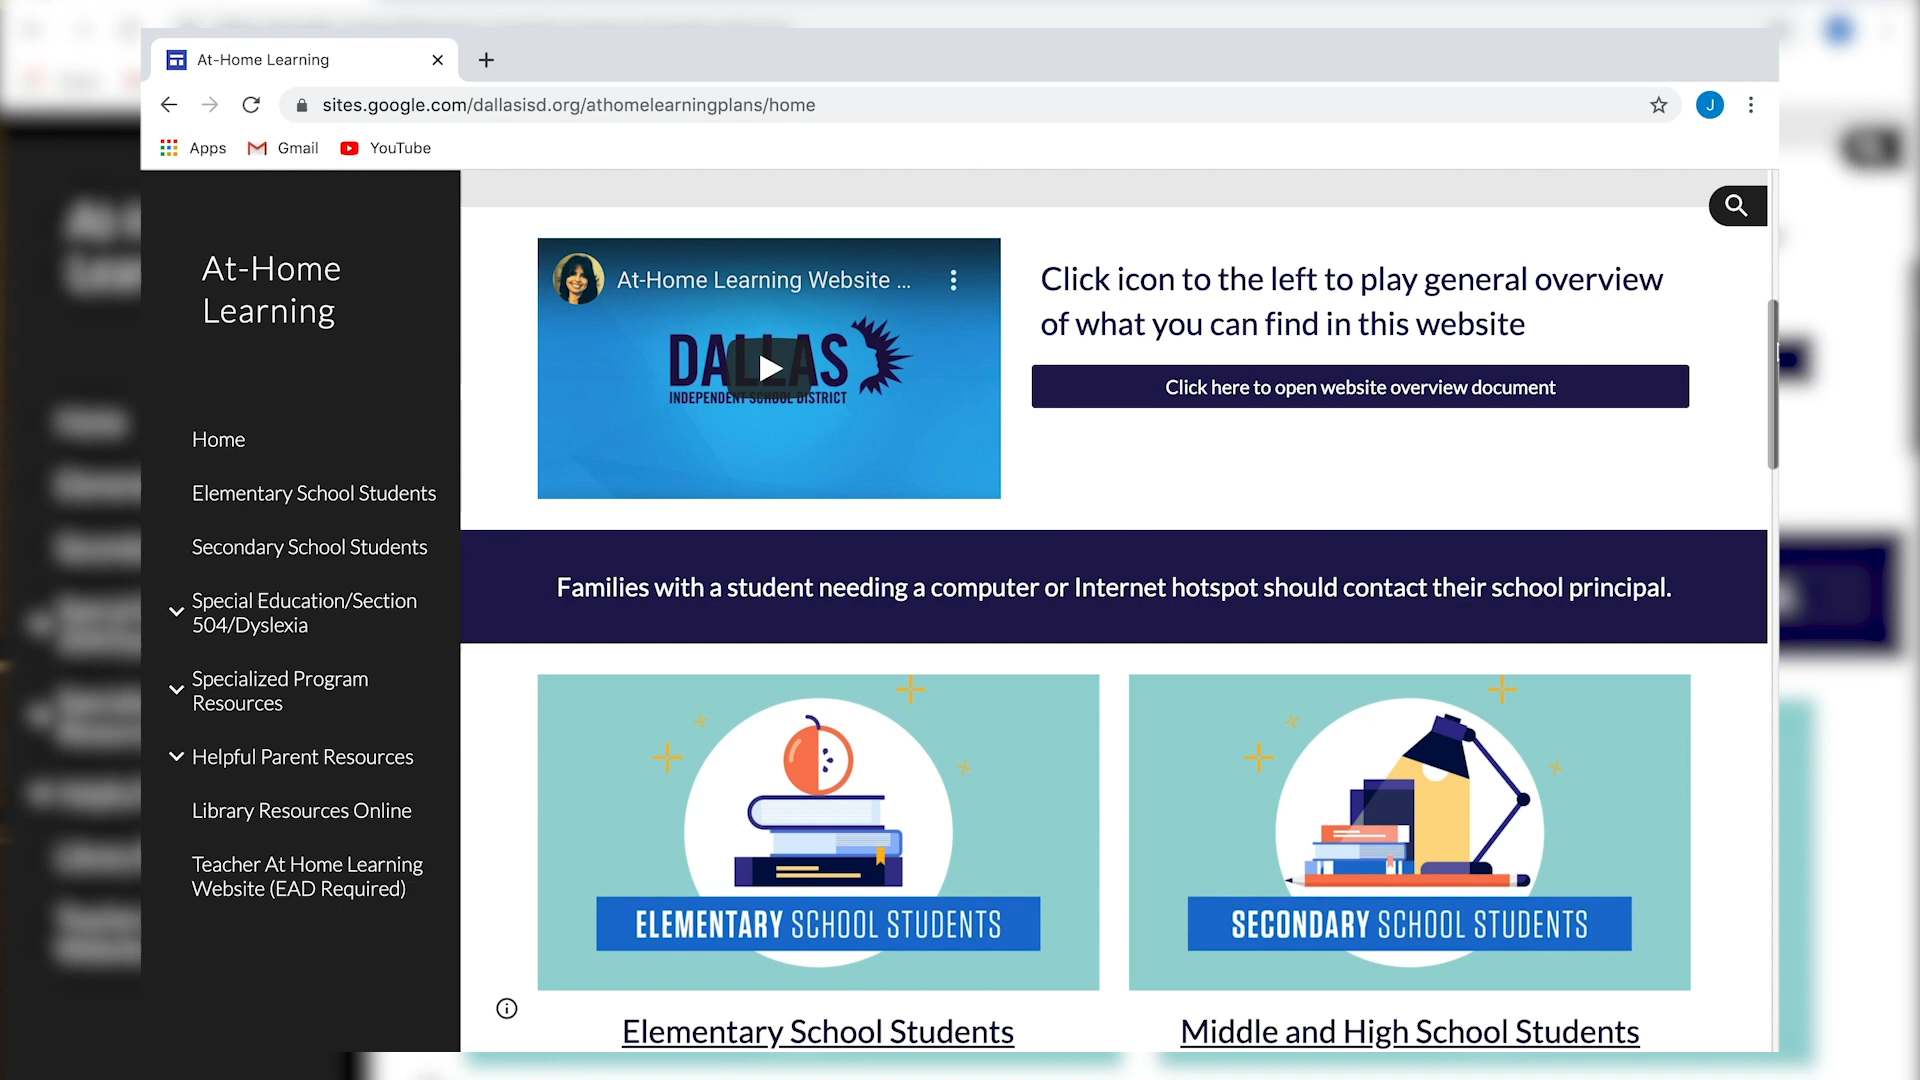 At-Home Learning
sites.google.com/dallasisd.org/athomelearningplans/home
J
Apps
Gmail
YouTube
At-Home
Learning
Home
Elementary School Students
Secondary School Students
Special Education/Section
504/Dyslexia
Specialized Program
Resources
Helpful Parent Resources
Library Resources Online
Teacher At Home Learning
Website (EAD Required)
At-Home Learning Website ...
DALLAS
INDEPENDENT SCHOOL DISTRICT
Click icon to the left to play general overview
of what you can find in this website
Click here to open website overview document
Families with a student needing a computer or Internet hotspot should contact their school principal.
ELEMENTARY SCHOOL STUDENTS
SECONDARY SCHOOL STUDENTS
Elementary School Students
Middle and High School Students